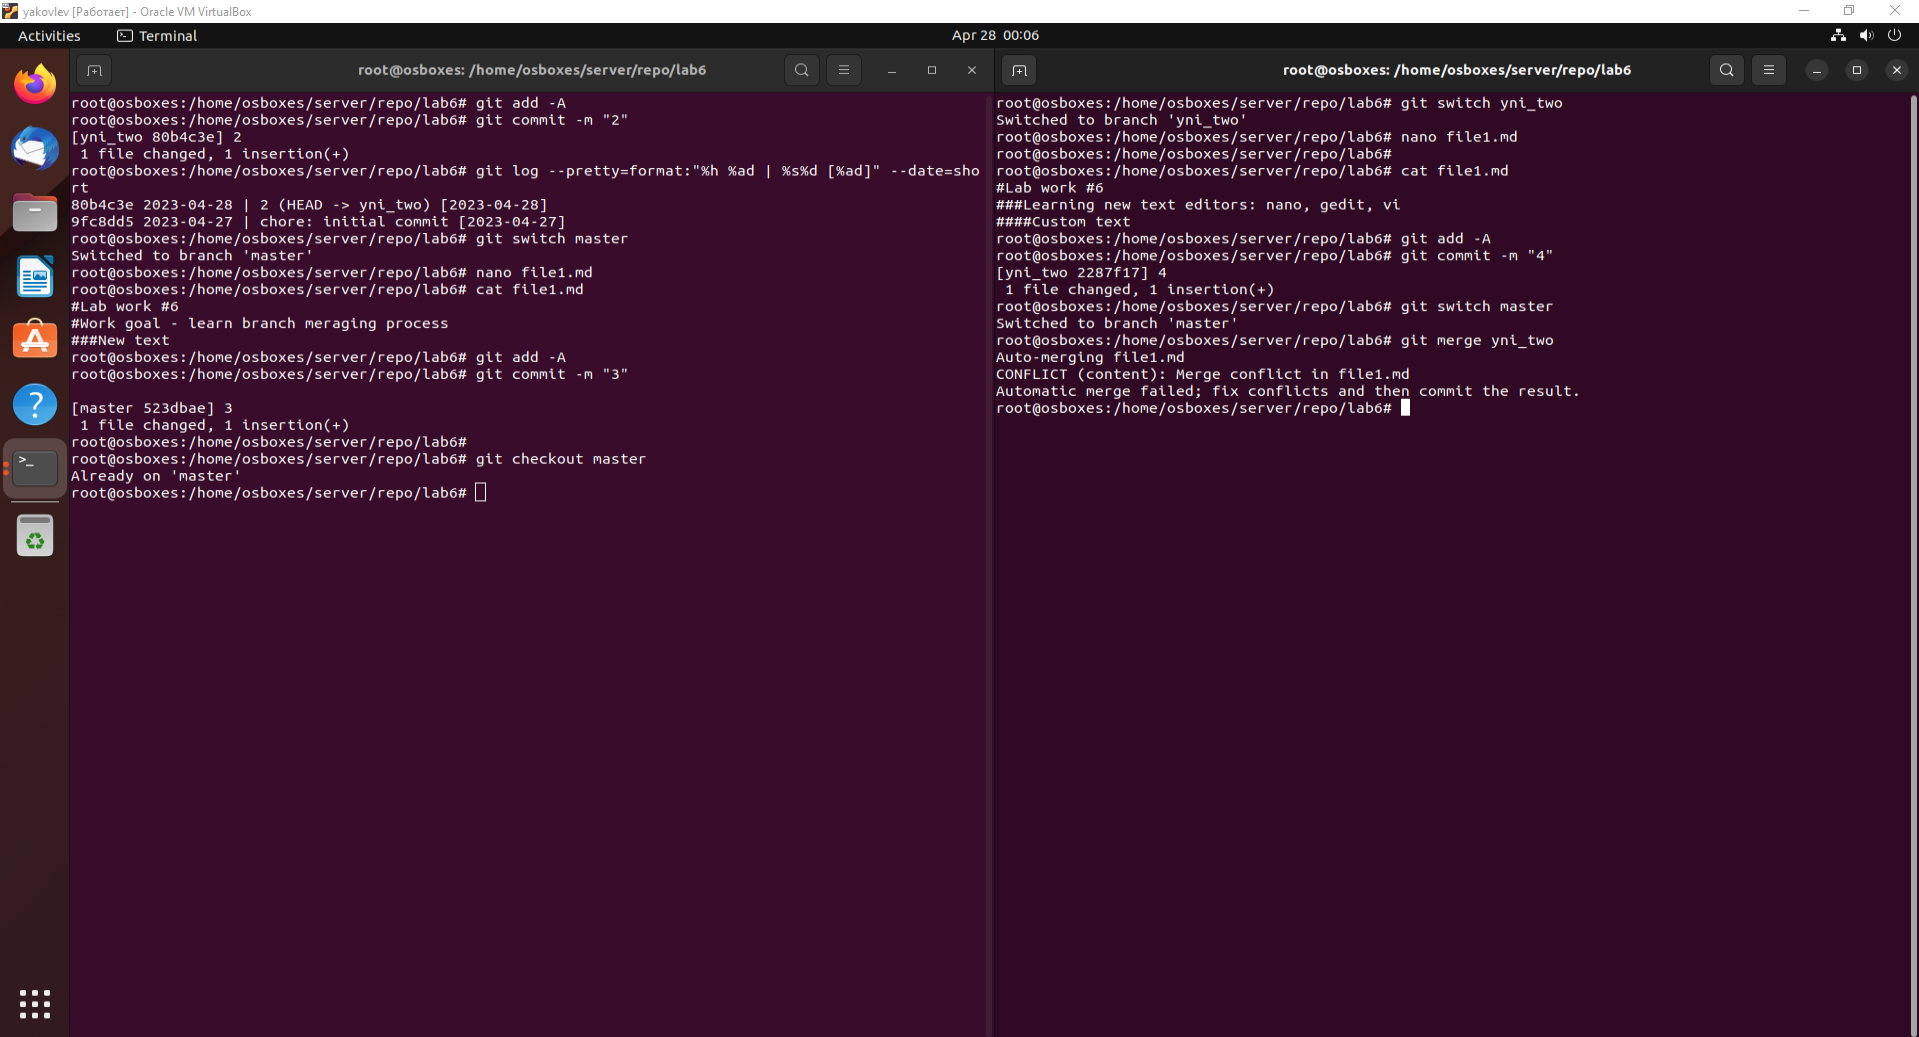 yakovlev [Работает] - Oracle VM VirtualBox
Activities
Terminal
Apr 28 00:06
root@osboxes: /home/osboxes/server/repo/lab6
root@osboxes:/home/osboxes/server/repo/lab6# git add -A
root@osboxes:/home/osboxes/server/repo/lab6# git commit -m "2"
[yni_two 80b4c3e] 2
 1 file changed, 1 insertion(+)
root@osboxes:/home/osboxes/server/repo/lab6# git log --pretty=format:"%h %ad | %s%d [%ad]" --date=sho
rt
80b4c3e 2023-04-28 | 2 (HEAD -> yni_two) [2023-04-28]
9fc8dd5 2023-04-27 | chore: initial commit [2023-04-27]
root@osboxes:/home/osboxes/server/repo/lab6# git switch master
Switched to branch 'master'
root@osboxes:/home/osboxes/server/repo/lab6# nano file1.md
root@osboxes:/home/osboxes/server/repo/lab6# cat file1.md
#Lab work #6
#Work goal - learn branch meraging process
###New text
root@osboxes:/home/osboxes/server/repo/lab6# git add -A
root@osboxes:/home/osboxes/server/repo/lab6# git commit -m "3"
[master 523dbae] 3
 1 file changed, 1 insertion(+)
root@osboxes:/home/osboxes/server/repo/lab6#
root@osboxes:/home/osboxes/server/repo/lab6# git checkout master
Already on 'master'
root@osboxes:/home/osboxes/server/repo/lab6#
root@osboxes: /home/osboxes/server/repo/lab6
root@osboxes:/home/osboxes/server/repo/lab6# git switch yni_two
Switched to branch 'yni_two'
root@osboxes:/home/osboxes/server/repo/lab6# nano file1.md
root@osboxes:/home/osboxes/server/repo/lab6#
root@osboxes:/home/osboxes/server/repo/lab6# cat file1.md
#Lab work #6
###Learning new text editors: nano, gedit, vi
####Custom text
root@osboxes:/home/osboxes/server/repo/lab6# git add -A
root@osboxes:/home/osboxes/server/repo/lab6# git commit -m "4"
[yni_two 2287f17] 4
 1 file changed, 1 insertion(+)
root@osboxes:/home/osboxes/server/repo/lab6# git switch master
Switched to branch 'master'
root@osboxes:/home/osboxes/server/repo/lab6# git merge yni_two
Auto-merging file1.md
CONFLICT (content): Merge conflict in file1.md
Automatic merge failed; fix conflicts and then commit the result.
root@osboxes:/home/osboxes/server/repo/lab6#